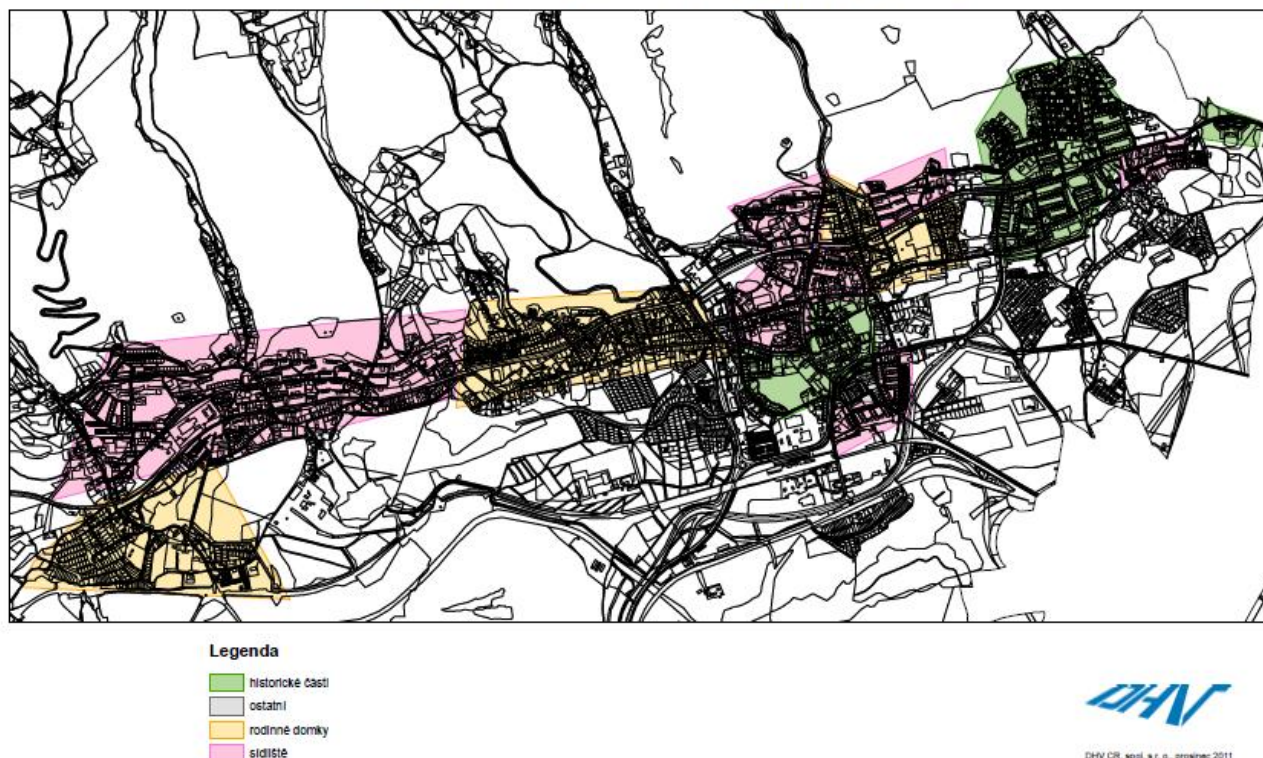 Legenda
historické části
ostatní
rodinné domky
sídliště
DHV
DHV CR, spol. s r. o., prosinec 2011